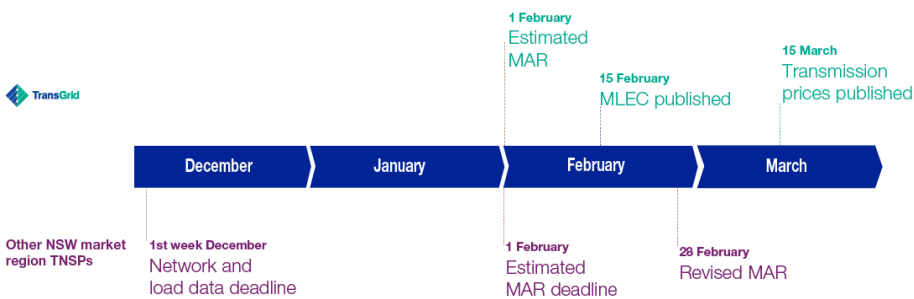 1 February
Estimated
MAR
15 February
MLEC published
15 March
Transmission
prices published
TransGrid
December
January
February
March
Other NSW market
region TNSPs
1st week December
Network and
load data deadline
1 February
Estimated
MAR deadline
28 February
Revised MAR